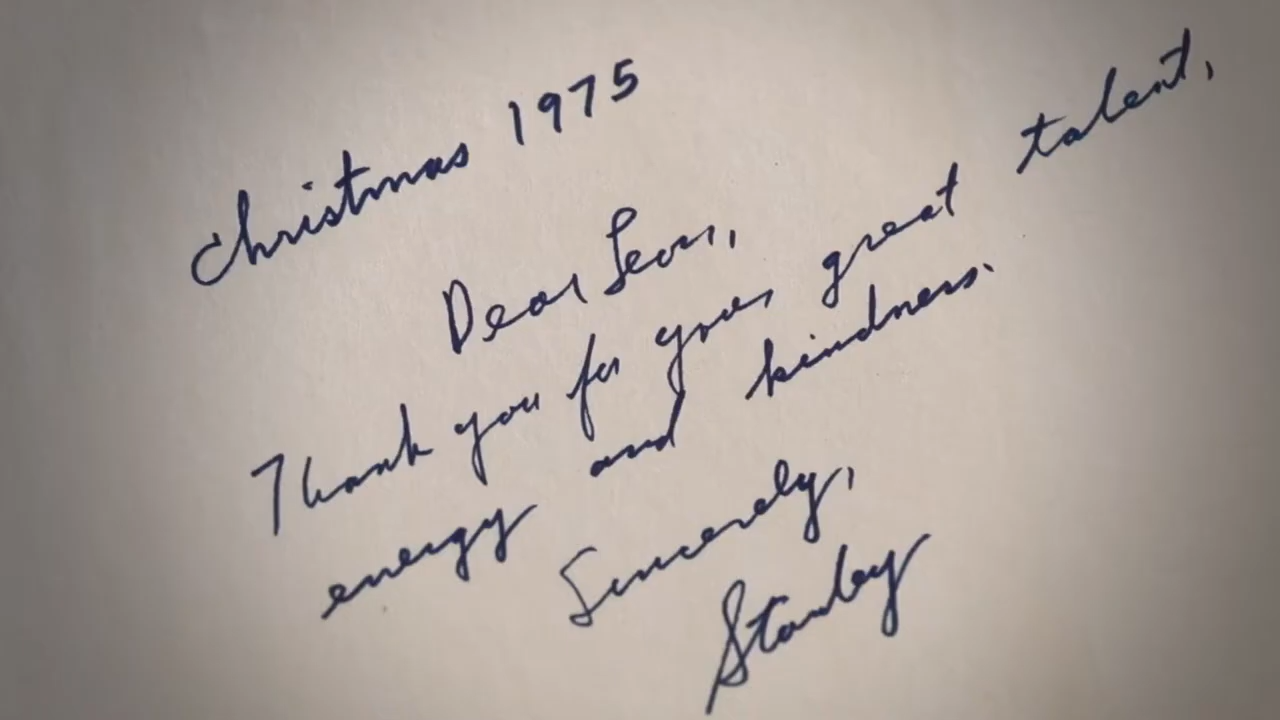 Christmas 1975
Dear Leon,
Thank you for your great talent,
energy and kindness.
Sincerely,
Stanley